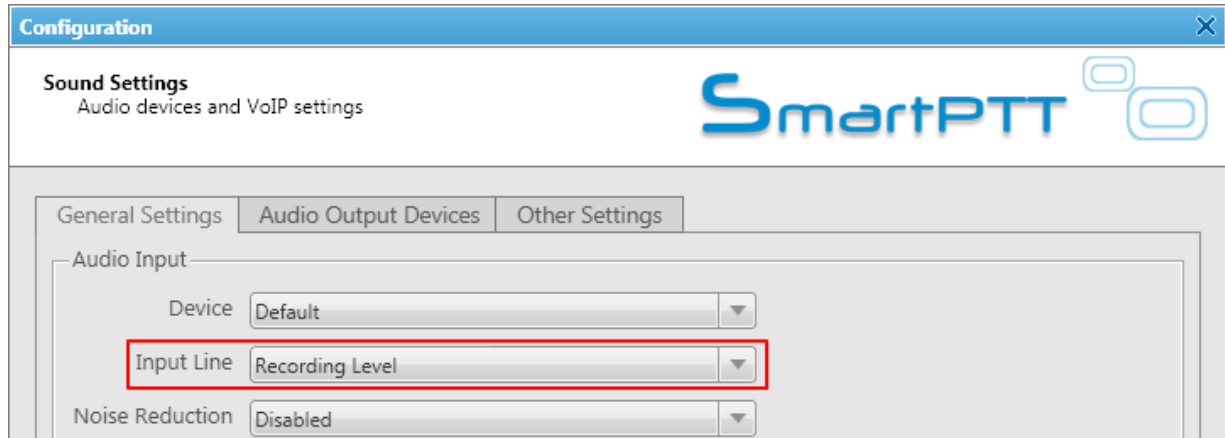 Configuration
Sound Settings
Audio devices and VoIP settings
SmartPTT
General Settings Audio Output Devices Other Settings
Audio Input
Device Default
Input Line Recording Level
Noise Reduction Disabled